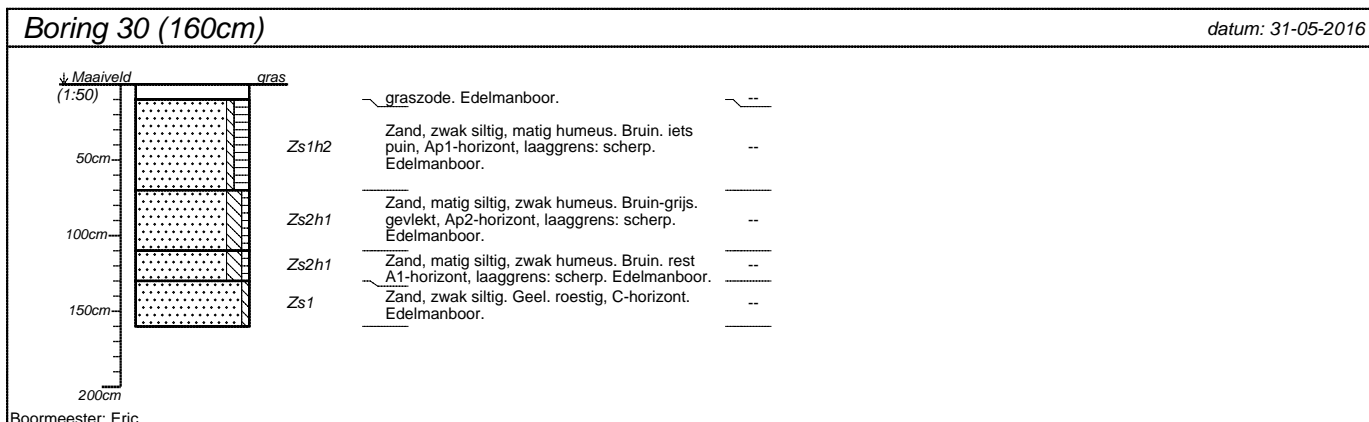 Boring 30 (160cm)
datum: 31-05-2016
Maaiveld
gras
(1:50)
graszode. Edelmanboor.
--
Zs1h2
Zand, zwak siltig, matig humeus. Bruin. iets
puin, Ap1-horizont, laaggrens: scherp.
Edelmanboor.
--
50cm
Zs2h1
Zand, matig siltig, zwak humeus. Bruin-grijs.
gevlekt, Ap2-horizont, laaggrens: scherp.
Edelmanboor.
--
100cm
Zs2h1
Zand, matig siltig, zwak humeus. Bruin. rest
A1-horizont, laaggrens: scherp. Edelmanboor.
--
Zs1
Zand, zwak siltig. Geel. roestig, C-horizont.
Edelmanboor.
--
150cm
200cm
Boormeester: Eric